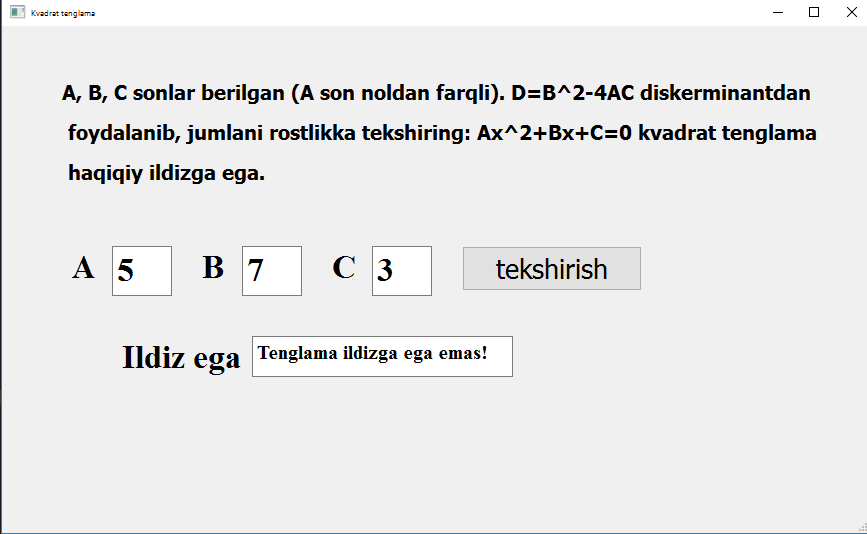 Kvadrat tenglama
A, B, C sonlar berilgan (A son noldan farqli). D=B^2-4AC diskerminantdan
foydalanib, jumlani rostlikka tekshiring: Ax^2+Bx+C=0 kvadrat tenglama
haqiqiy ildizga ega.
A 5 B 7 C 3 tekshirish
Ildiz ega Tenglama ildizga ega emas!